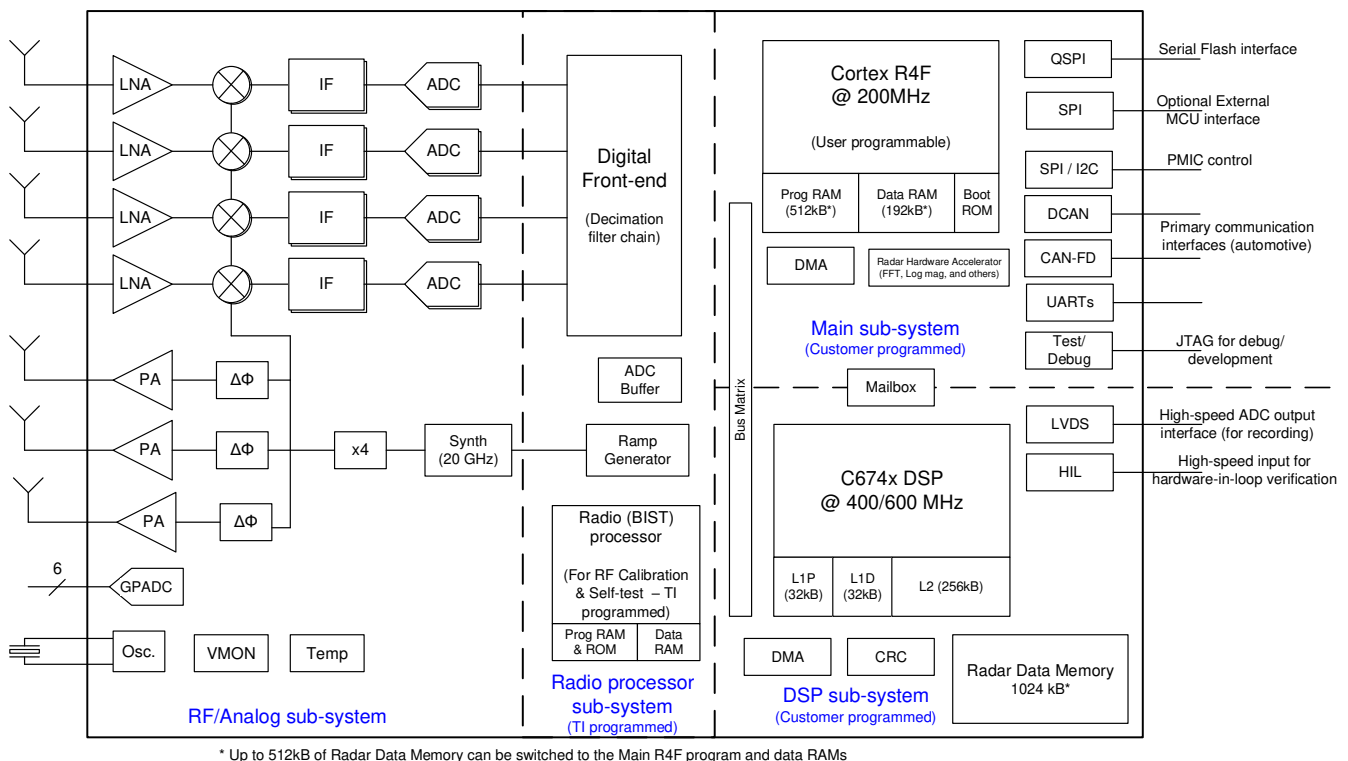 LNA
IF
ADC
LNA
IF
ADC
LNA
IF
ADC
LNA
IF
ADC
Digital
Front-end
(Decimation
filter chain)
PA
ΔΦ
PA
ΔΦ
x4
Synth
(20 GHz)
PA
ΔΦ
ADC
Buffer
Ramp
Generator
6
GPADC
Osc.
VMON
Temp
RF/Analog sub-system
Radio (BIST)
processor
(For RF Calibration
& Self-test – TI
programmed)
Prog RAM
& ROM
Data
RAM
Radio processor
sub-system
(TI programmed)
Cortex R4F
@ 200MHz
(User programmable)
Prog RAM
(512kB*)
Data RAM
(192kB*)
Boot
ROM
DMA
Radar Hardware Accelerator
(FFT, Log mag, and others)
Main sub-system
(Customer programmed)
Bus Matrix
Mailbox
QSPI
Serial Flash interface
SPI
Optional External
MCU interface
SPI / I2C
PMIC control
DCAN
Primary communication
interfaces (automotive)
CAN-FD
UARTs
Test/
Debug
JTAG for debug/
development
LVDS
High-speed ADC output
interface (for recording)
HIL
High-speed input for
hardware-in-loop verification
C674x DSP
@ 400/600 MHz
L1P
(32kB)
L1D
(32kB)
L2 (256kB)
DMA
CRC
Radar Data Memory
1024 kB*
DSP sub-system
(Customer programmed)
* Up to 512kB of Radar Data Memory can be switched to the Main R4F program and data RAMs